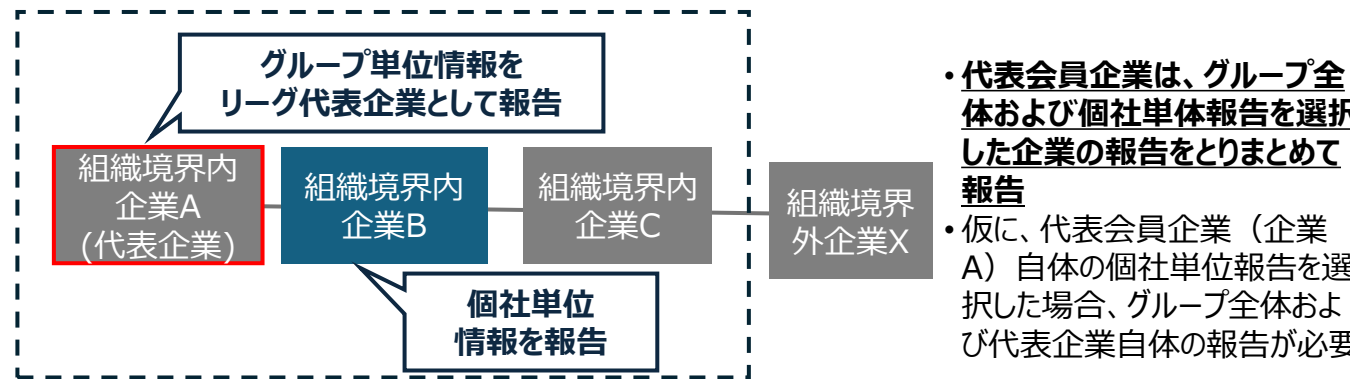 グループ単位情報を
リーグ代表企業として報告
組織境界内
企業A
(代表企業)
組織境界内
企業B
組織境界内
企業C
組織境界
外企業X
個社単位
情報を報告
•代表会員企業は、グループ全
体および個社単体報告を選択
した企業の報告をとりまとめて
報告
•仮に、代表会員企業（企業
A）自体の個社単位報告を選
択した場合、グループ全体およ
び代表企業自体の報告が必要